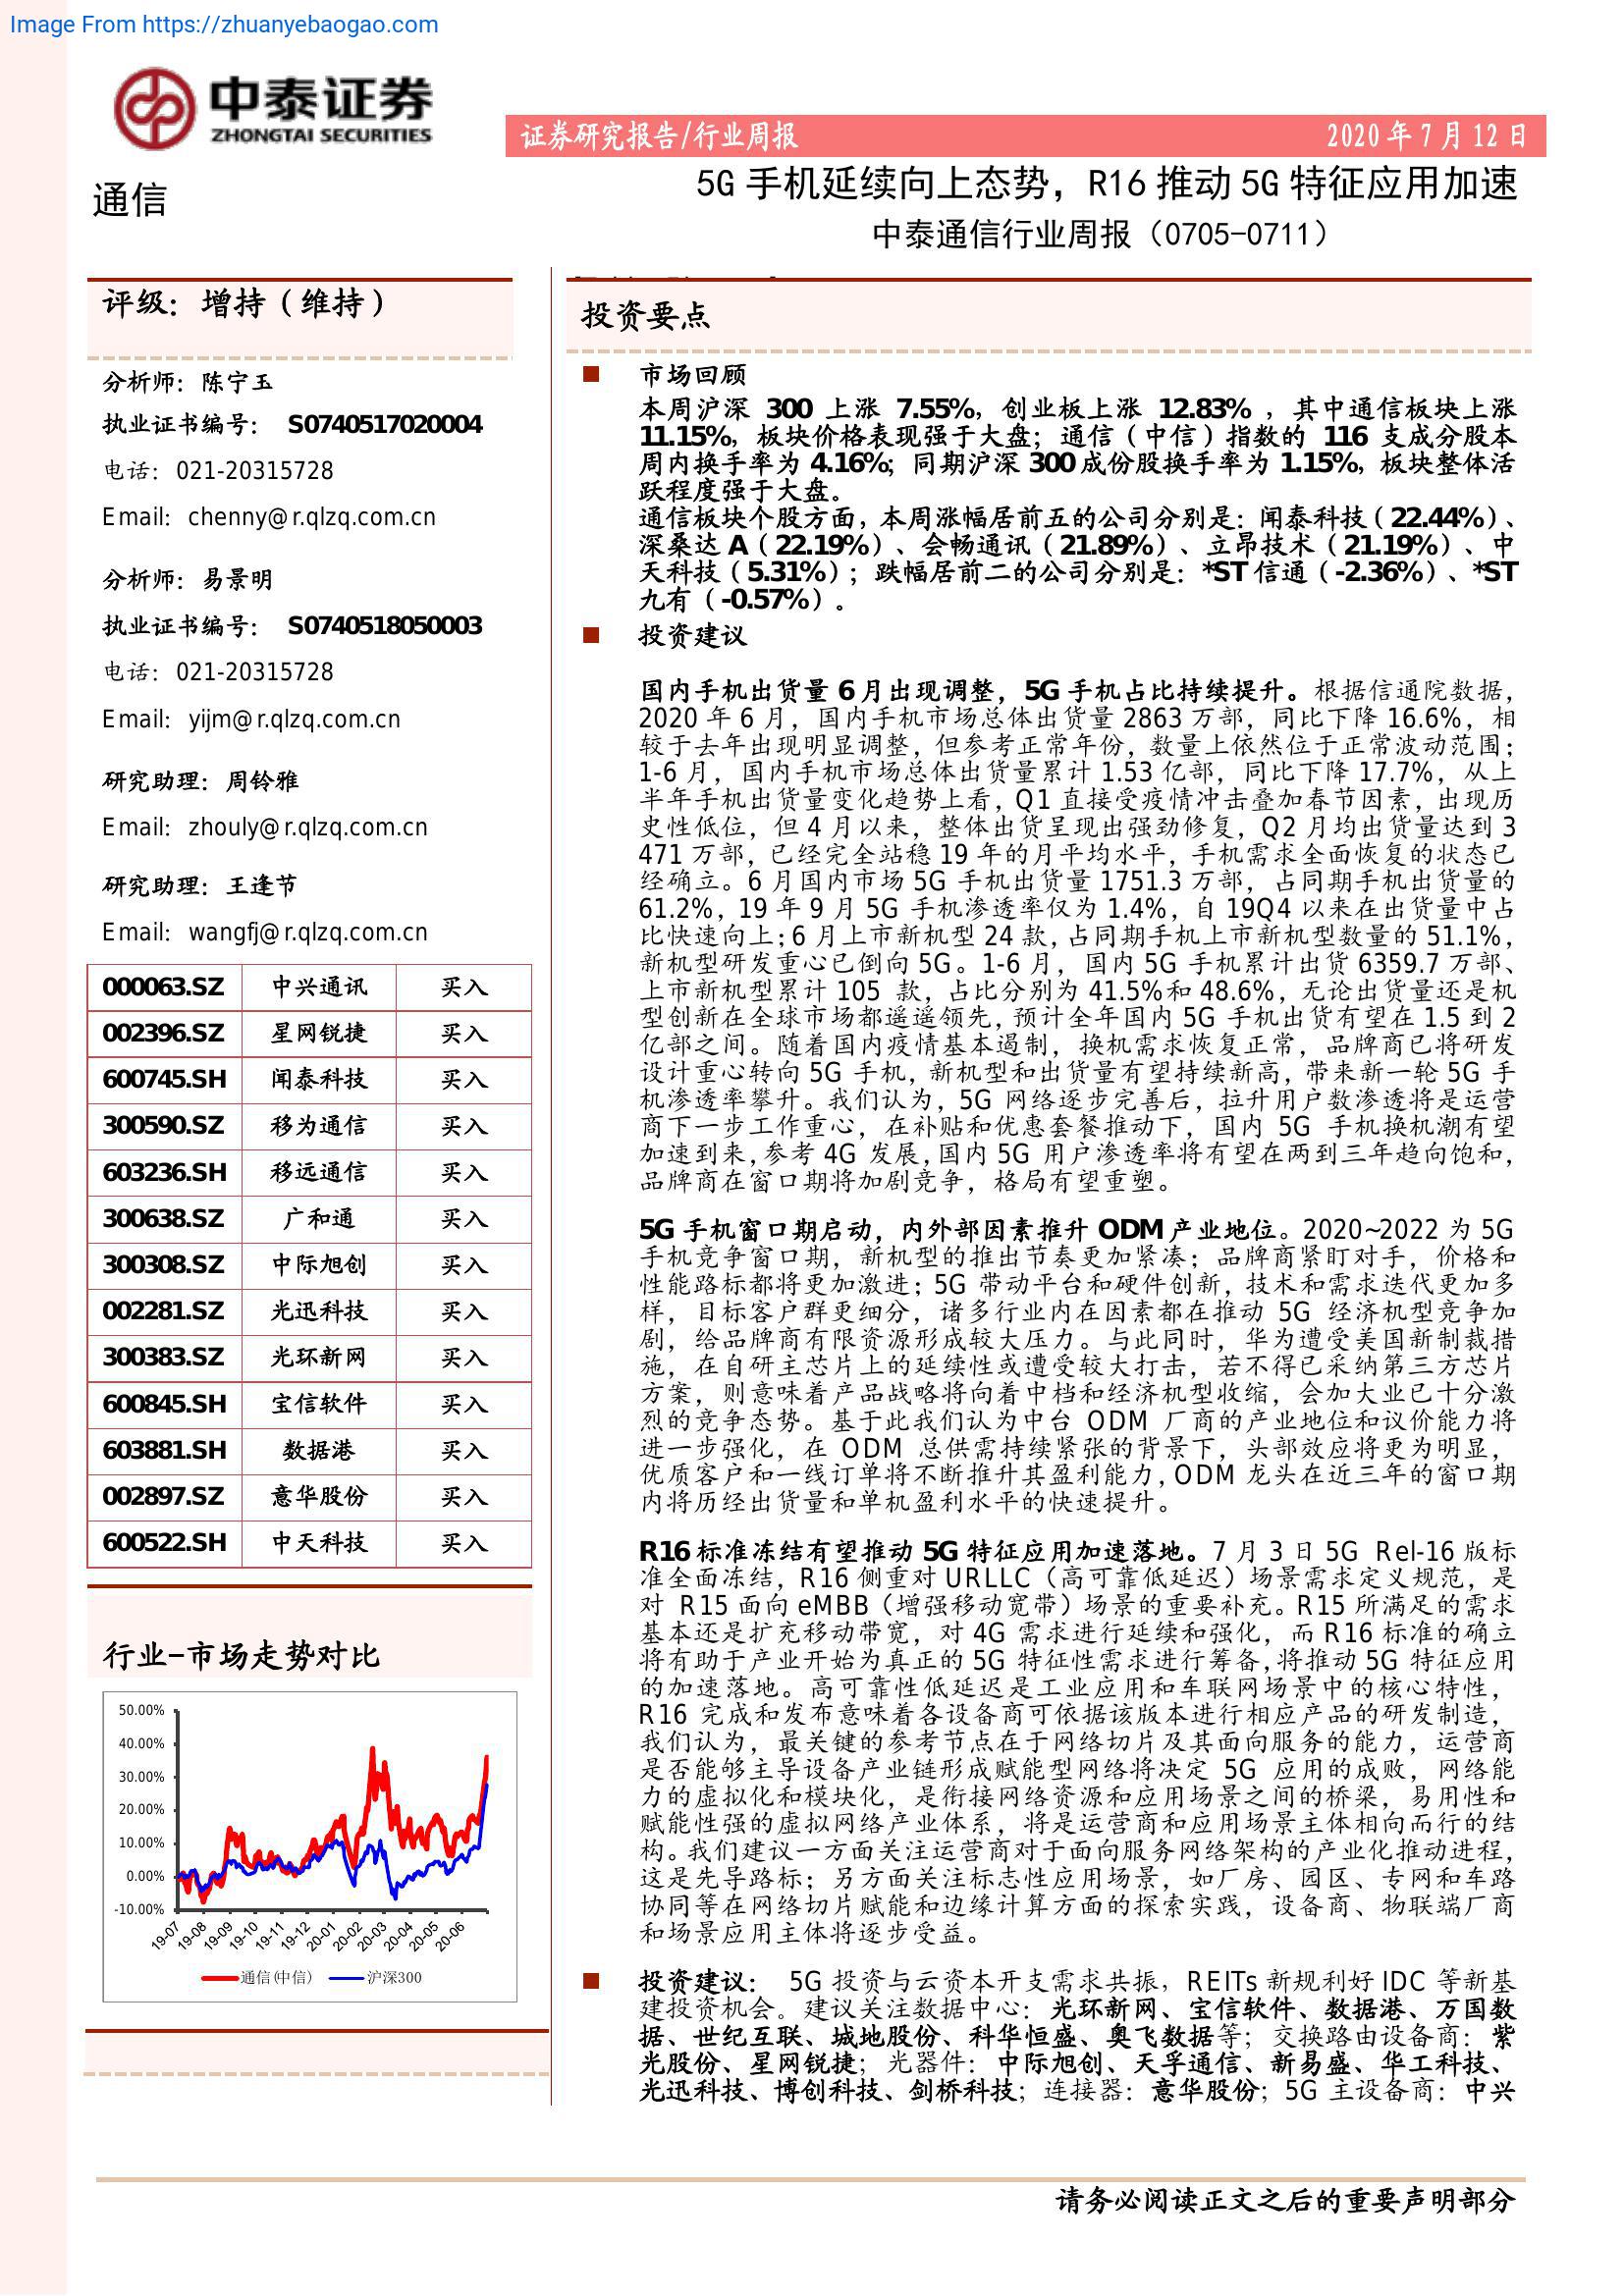 Image From https://zhuanyebaogao.com
中泰证券
ZHONGTAI SECURITIES
证券研究报告/行业周报
2020 年 7 月 12 日
通信
5G 手机延续向上态势，R16 推动 5G 特征应用加速
中泰通信行业周报（0705-0711）
评级：增持（维持）
分析师：陈宁玉
执业证书编号： S0740517020004
电话：021-20315728
Email：chenny@r.qlzq.com.cn
分析师：易景明
执业证书编号： S0740518050003
电话：021-20315728
Email：yijm@r.qlzq.com.cn
研究助理：周铃雅
Email：zhouly@r.qlzq.com.cn
研究助理：王逢节
Email：wangfj@r.qlzq.com.cn
000063.SZ 中兴通讯 买入
002396.SZ 星网锐捷 买入
600745.SH 闻泰科技 买入
300590.SZ 移为通信 买入
603236.SH 移远通信 买入
300638.SZ 广和通 买入
300308.SZ 中际旭创 买入
002281.SZ 光迅科技 买入
300383.SZ 光环新网 买入
600845.SH 宝信软件 买入
603881.SH 数据港 买入
002897.SZ 意华股份 买入
600522.SH 中天科技 买入
行业-市场走势对比
50.00%
40.00%
30.00%
20.00%
10.00%
0.00%
-10.00%
19-07 19-08 19-09 19-10 19-11 19-12 20-01 20-02 20-03 20-04 20-05 20-06
通信(中信) 沪深300
投资要点
■ 市场回顾
本周沪深 300 上涨 7.55%，创业板上涨 12.83% ，其中通信板块上涨
11.15%，板块价格表现强于大盘；通信（中信）指数的 116 支成分股本
周内换手率为 4.16%；同期沪深 300 成份股换手率为 1.15%，板块整体活
跃程度强于大盘。
通信板块个股方面，本周涨幅居前五的公司分别是：闻泰科技（22.44%）、
深桑达 A（22.19%）、会畅通讯（21.89%）、立昂技术（21.19%）、中
天科技（5.31%）；跌幅居前二的公司分别是：*ST 信通（-2.36%）、*ST
九有（-0.57%）。
■ 投资建议
国内手机出货量 6 月出现调整，5G 手机占比持续提升。根据信通院数据，
2020 年 6 月，国内手机市场总体出货量 2863 万部，同比下降 16.6%，相
较于去年出现明显调整，但参考正常年份，数量上依然位于正常波动范围；
1-6 月，国内手机市场总体出货量累计 1.53 亿部，同比下降 17.7%，从上
半年手机出货量变化趋势上看，Q1 直接受疫情冲击叠加春节因素，出现历
史性低位，但 4 月以来，整体出货呈现出强劲修复，Q2 月均出货量达到 3
471 万部，已经完全站稳 19 年的月平均水平，手机需求全面恢复的状态已
经确立。6 月国内市场 5G 手机出货量 1751.3 万部，占同期手机出货量的
61.2%，19 年 9 月 5G 手机渗透率仅为 1.4%，自 19Q4 以来在出货量中占
比快速向上；6 月上市新机型 24 款，占同期手机上市新机型数量的 51.1%，
新机型研发重心已倒向 5G。1-6 月，国内 5G 手机累计出货 6359.7 万部、
上市新机型累计 105 款，占比分别为 41.5%和 48.6%，无论出货量还是机
型创新在全球市场都遥遥领先，预计全年国内 5G 手机出货有望在 1.5 到 2
亿部之间。随着国内疫情基本遏制，换机需求恢复正常，品牌商已将研发
设计重心转向 5G 手机，新机型和出货量有望持续新高，带来新一轮 5G 手
机渗透率攀升。我们认为，5G 网络逐步完善后，拉升用户数渗透将是运营
商下一步工作重心，在补贴和优惠套餐推动下，国内 5G 手机换机潮有望
加速到来，参考 4G 发展，国内 5G 用户渗透率将有望在两到三年趋向饱和，
品牌商在窗口期将加剧竞争，格局有望重塑。
5G 手机窗口期启动，内外部因素推升 ODM 产业地位。2020~2022 为 5G
手机竞争窗口期，新机型的推出节奏更加紧凑；品牌商紧盯对手，价格和
性能路标都将更加激进；5G 带动平台和硬件创新，技术和需求迭代更加多
样，目标客户群更细分，诸多行业内在因素都在推动 5G 经济机型竞争加
剧，给品牌商有限资源形成较大压力。与此同时，华为遭受美国新制裁措
施，在自研主芯片上的延续性或遭受较大打击，若不得已采纳第三方芯片
方案，则意味着产品战略将向着中档和经济机型收缩，会加大业已十分激
烈的竞争态势。基于此我们认为中台 ODM 厂商的产业地位和议价能力将
进一步强化，在 ODM 总供需持续紧张的背景下，头部效应将更为明显，
优质客户和一线订单将不断推升其盈利能力，ODM 龙头在近三年的窗口期
内将历经出货量和单机盈利水平的快速提升。
R16 标准冻结有望推动 5G 特征应用加速落地。7 月 3 日 5G Rel-16 版标
准全面冻结，R16 侧重对 URLLC（高可靠低延迟）场景需求定义规范，是
对 R15 面向 eMBB（增强移动宽带）场景的重要补充。R15 所满足的需求
基本还是扩充移动带宽，对 4G 需求进行延续和强化，而 R16 标准的确立
将有助于产业开始为真正的 5G 特征性需求进行筹备，将推动 5G 特征应用
的加速落地。高可靠性低延迟是工业应用和车联网场景中的核心特性，
R16 完成和发布意味着各设备商可依据该版本进行相应产品的研发制造，
我们认为，最关键的参考节点在于网络切片及其面向服务的能力，运营商
是否能够主导设备产业链形成赋能型网络将决定 5G 应用的成败，网络能
力的虚拟化和模块化，是衔接网络资源和应用场景之间的桥梁，易用性和
赋能性强的虚拟网络产业体系，将是运营商和应用场景主体相向而行的结
构。我们建议一方面关注运营商对于面向服务网络架构的产业化推动进程，
这是先导路标；另方面关注标志性应用场景，如厂房、园区、专网和车路
协同等在网络切片赋能和边缘计算方面的探索实践，设备商、物联端厂商
和场景应用主体将逐步受益。
■ 投资建议： 5G 投资与云资本开支需求共振，REITs 新规利好 IDC 等新基
建投资机会。建议关注数据中心：光环新网、宝信软件、数据港、万国数
据、世纪互联、城地股份、科华恒盛、奥飞数据等；交换路由设备商：紫
光股份、星网锐捷；光器件：中际旭创、天孚通信、新易盛、华工科技、
光迅科技、博创科技、剑桥科技；连接器：意华股份；5G 主设备商：中兴
请务必阅读正文之后的重要声明部分